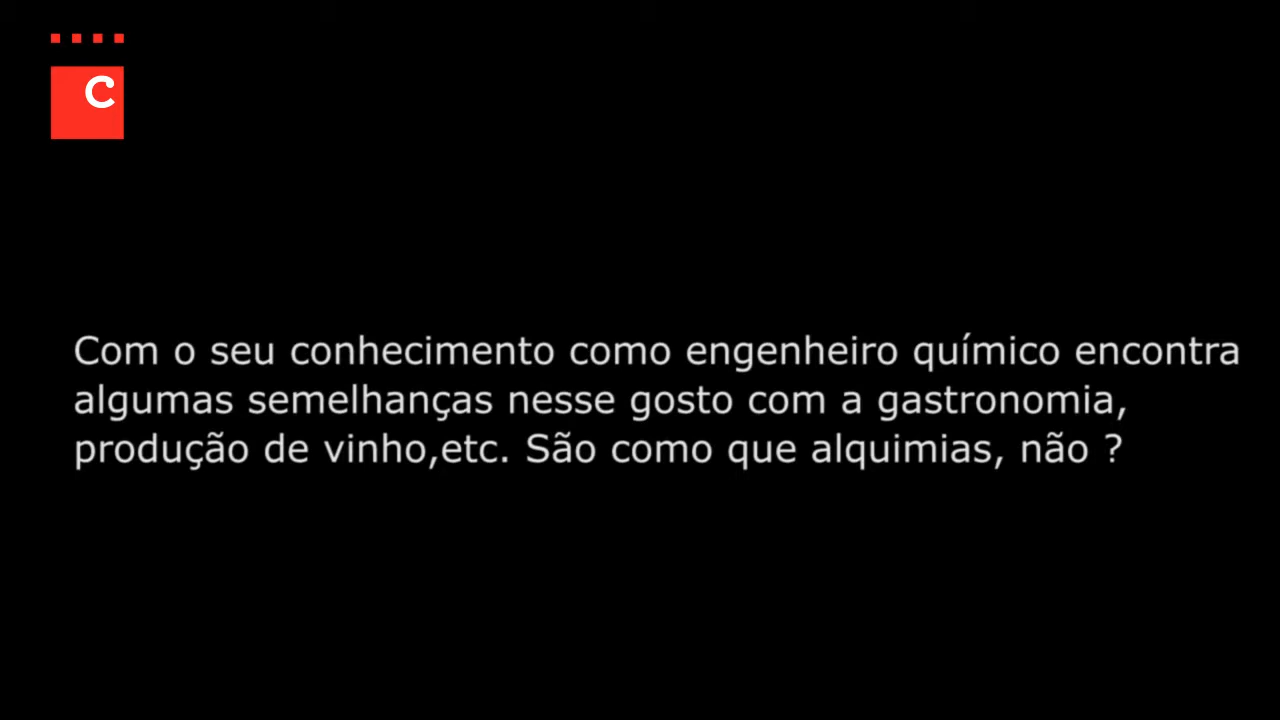 C
Com o seu conhecimento como engenheiro químico encontra
algumas semelhanças nesse gosto com a gastronomia,
produção de vinho,etc. São como que alquimias, não ?